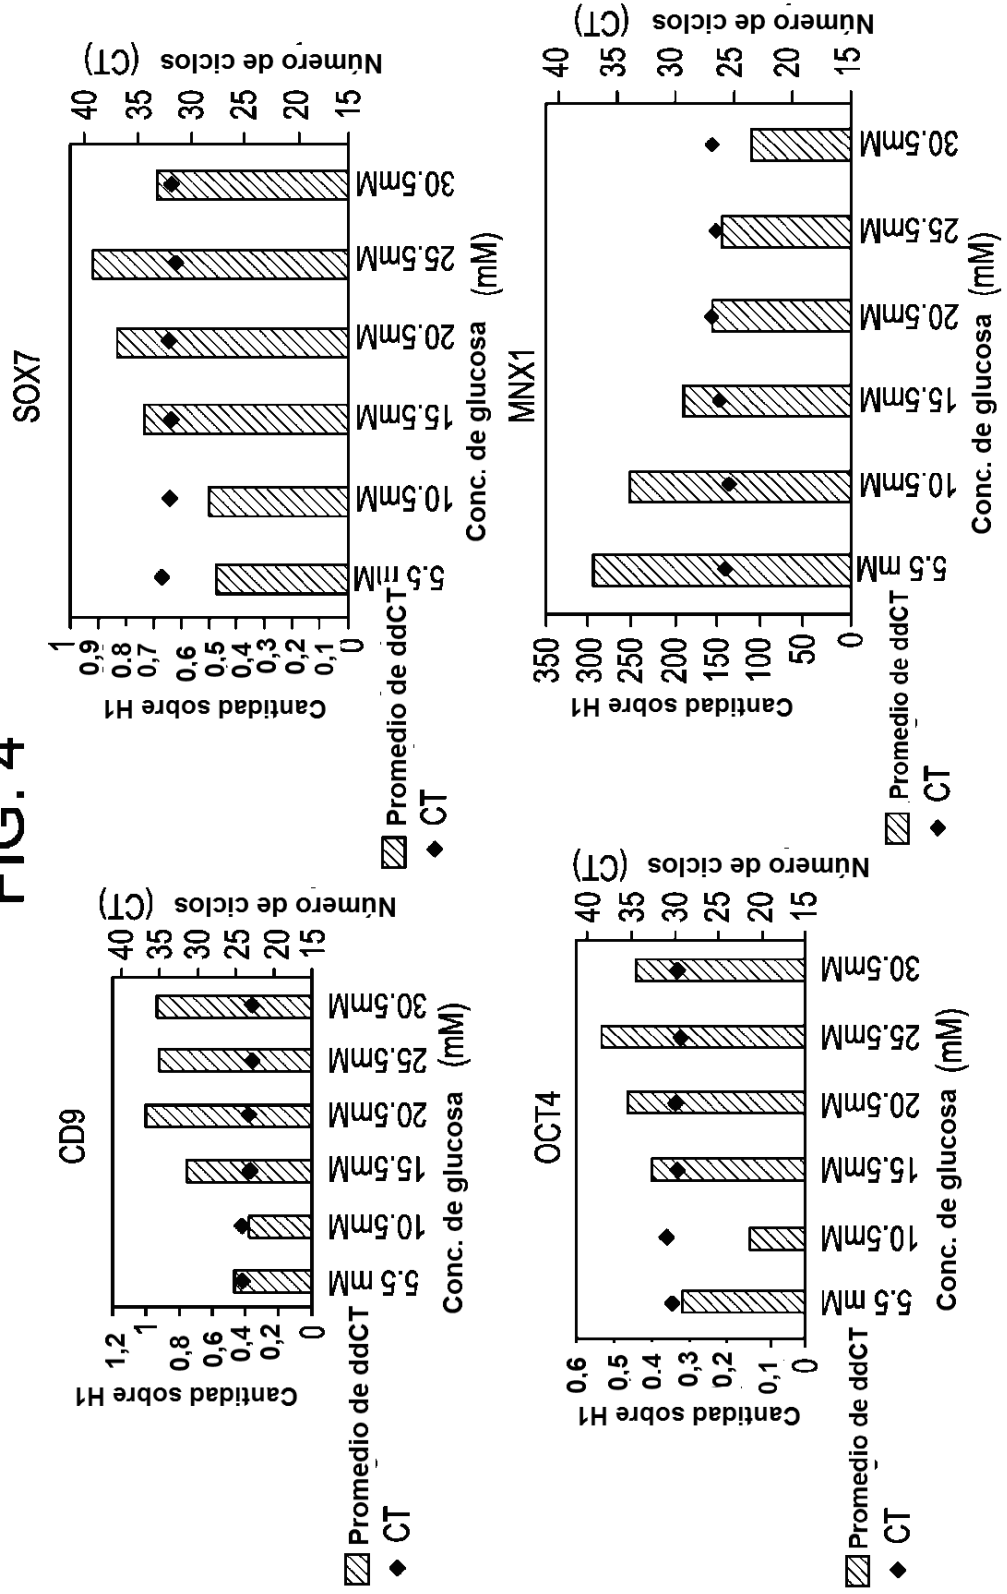 FIG. 4
CD9
Cantidad sobre H1
1,2
1
0,8
0,6
0,4
0,2
0
Número de ciclos (CT)
40
35
30
25
20
15
5.5 mM 10.5mM 15.5mM 20.5mM 25.5mM 30.5mM
Conc. de glucosa (mM)
Promedio de ddCT
CT
SOX7
Cantidad sobre H1
1
0,9
0.8
0,7
0.6
0,5
0.4
0,3
0,2
0,1
0
Número de ciclos (CT)
40
35
30
25
20
15
5.5 mM 10.5mM 15.5mM 20.5mM 25.5mM 30.5mM
Conc. de glucosa (mM)
Promedio de ddCT
CT
OCT4
Cantidad sobre H1
0.6
0,5
0.4
0,3
0,2
0,1
0
Número de ciclos (CT)
40
35
30
25
20
15
5.5 mM 10.5mM 15.5mM 20.5mM 25.5mM 30.5mM
Conc. de glucosa (mM)
Promedio de ddCT
CT
MNX1
Cantidad sobre H1
350
300
250
200
150
100
50
0
Número de ciclos (CT)
40
35
30
25
20
15
5.5 mM 10.5mM 15.5mM 20.5mM 25.5mM 30.5mM
Conc. de glucosa (mM)
Promedio de ddCT
CT